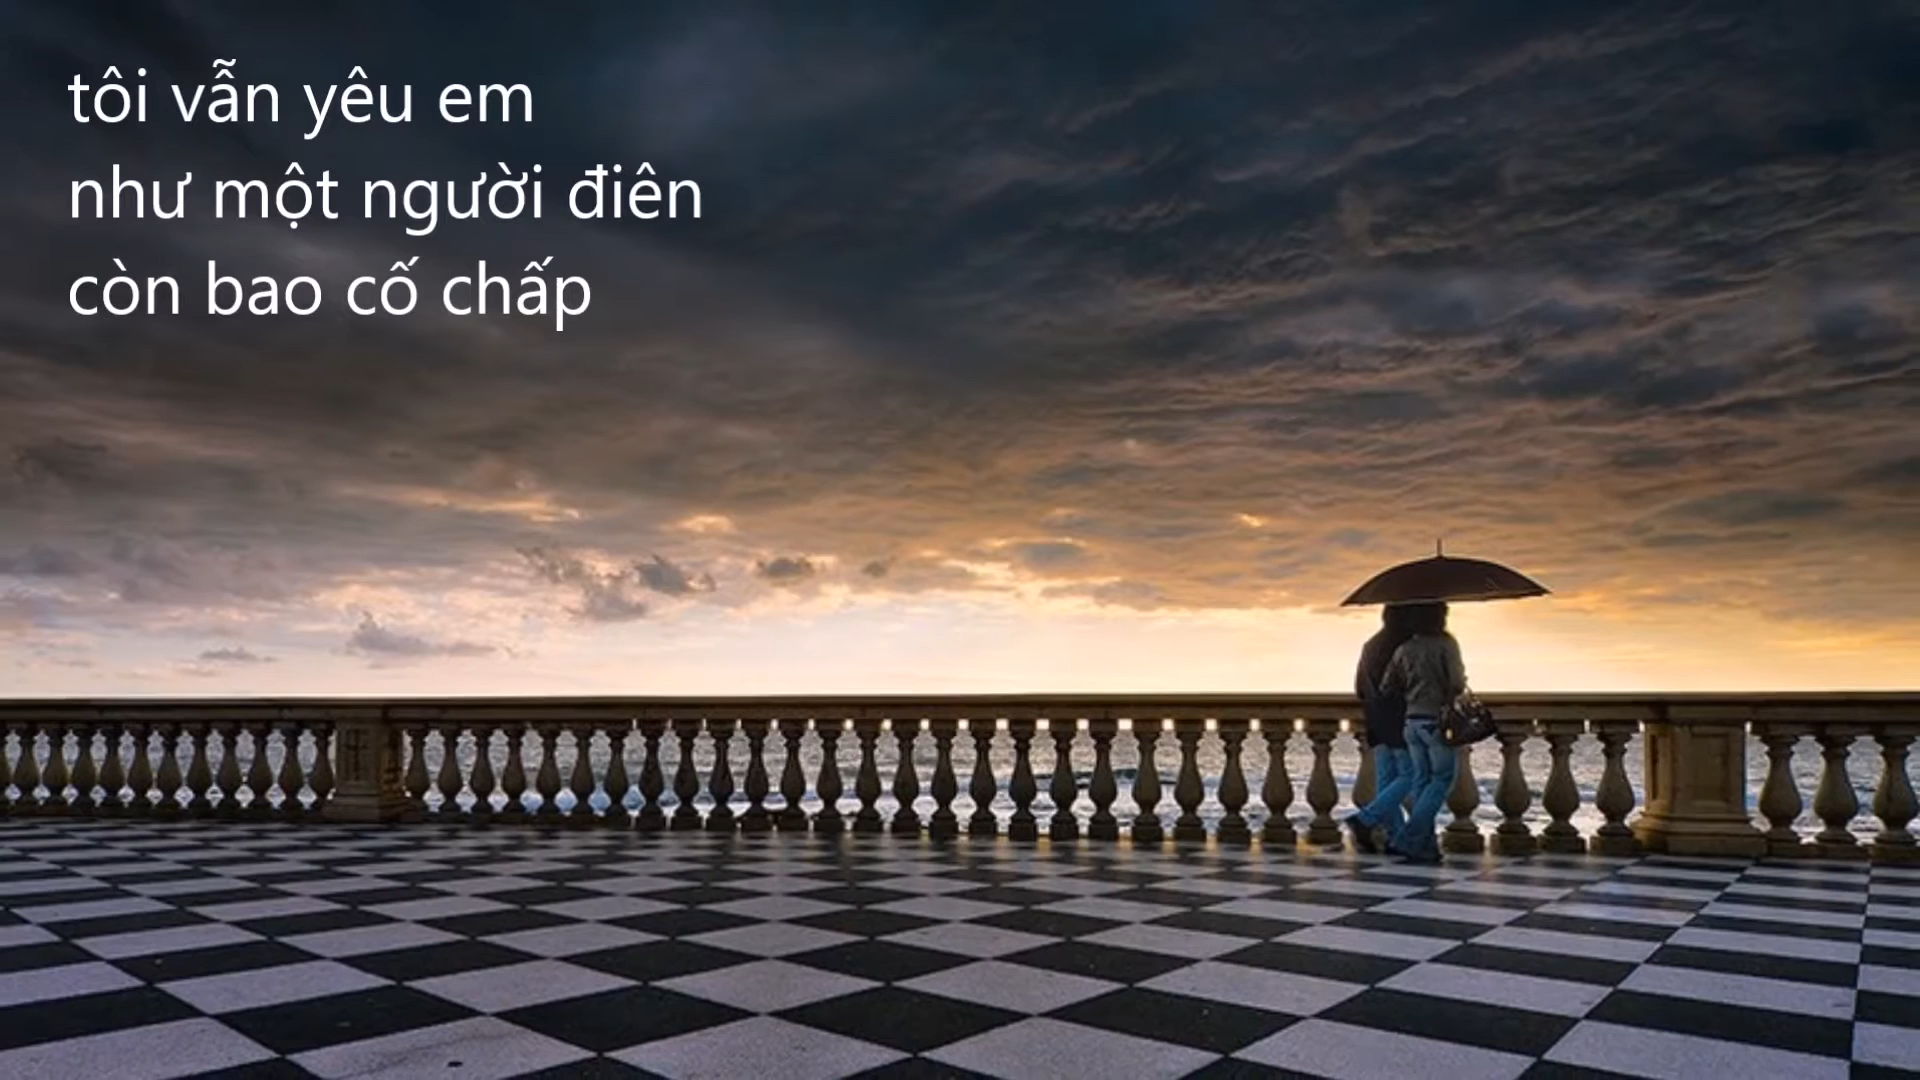 tôi vẫn yêu em
như một người điên
còn bao cố chấp